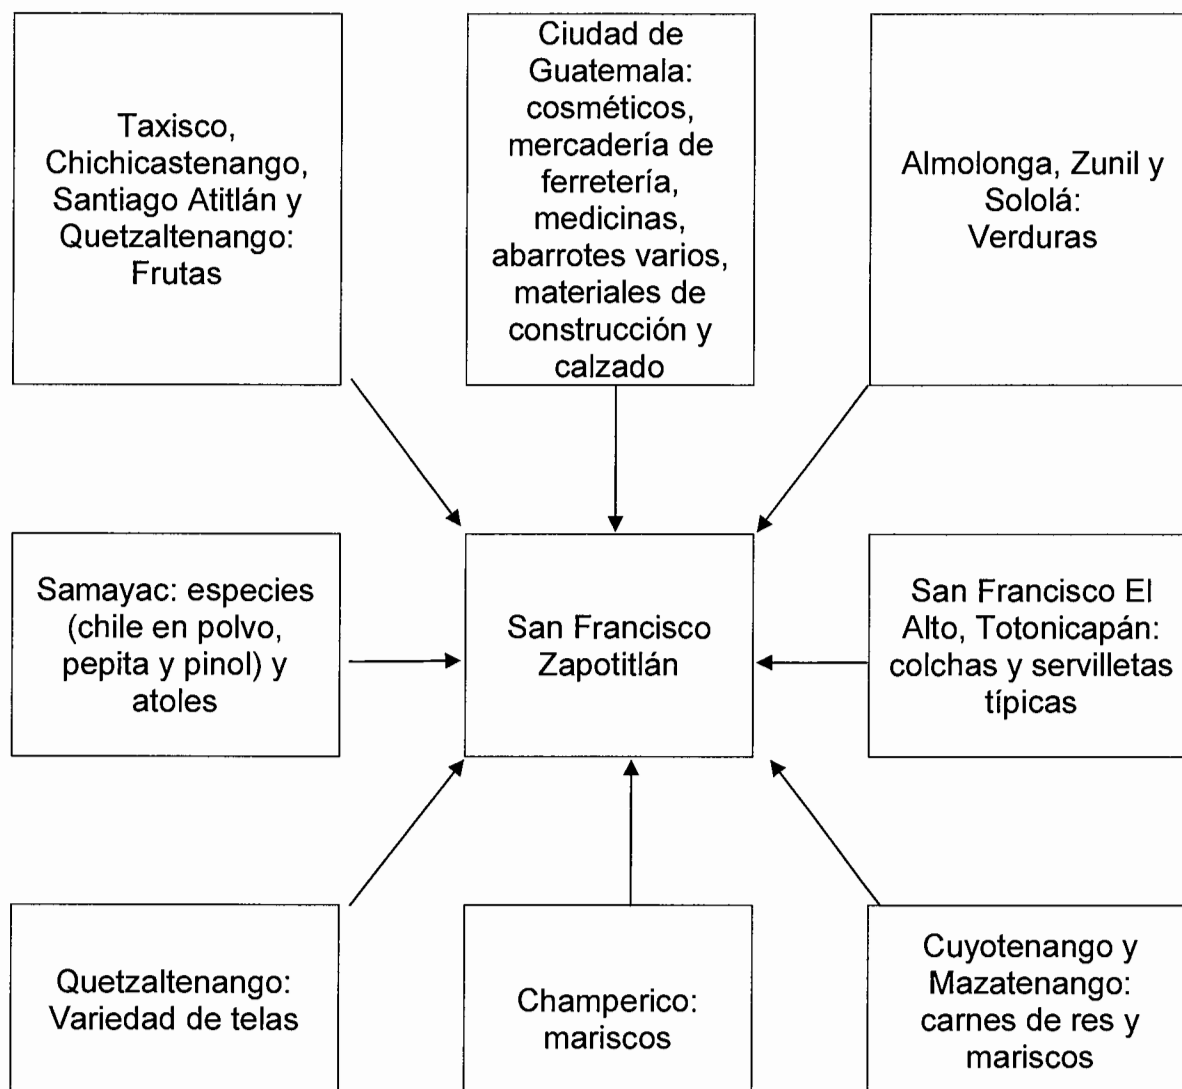 Taxisco,
Chichicastenango,
Santiago Atitlán y
Quetzaltenango:
Frutas
Ciudad de
Guatemala:
cosméticos,
mercadería de
ferretería,
medicinas,
abarrotes varios,
materiales de
construcción y
calzado
Almolonga, Zunil y
Sololá:
Verduras
Samayac: especies
(chile en polvo,
pepita y pinol) y
atoles
San Francisco
Zapotitlán
San Francisco El
Alto, Totonicapán:
colchas y servilletas
típicas
Quetzaltenango:
Variedad de telas
Champerico:
mariscos
Cuyotenango y
Mazatenango:
carnes de res y
mariscos